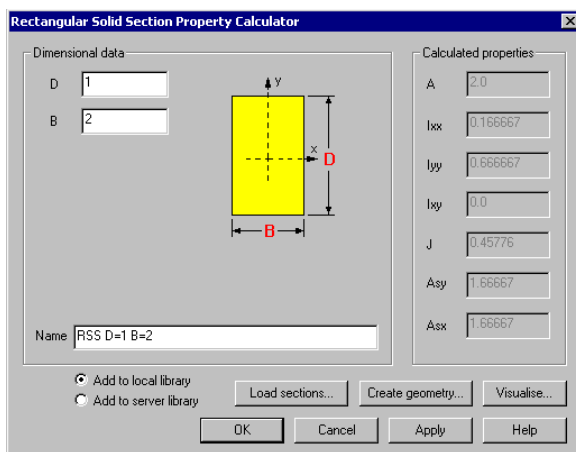 Rectangular Solid Section Property Calculator
Dimensional data
D 1
B 2
y
x
D
B
Name RSS D=1 B=2
Calculated properties
A 2.0
Ixx 0.166667
Iyy 0.666667
Ixy 0.0
J 0.45776
Asy 1.66667
Asx 1.66667
Add to local library
Add to server library
Load sections...
Create geometry...
Visualise...
OK
Cancel
Apply
Help